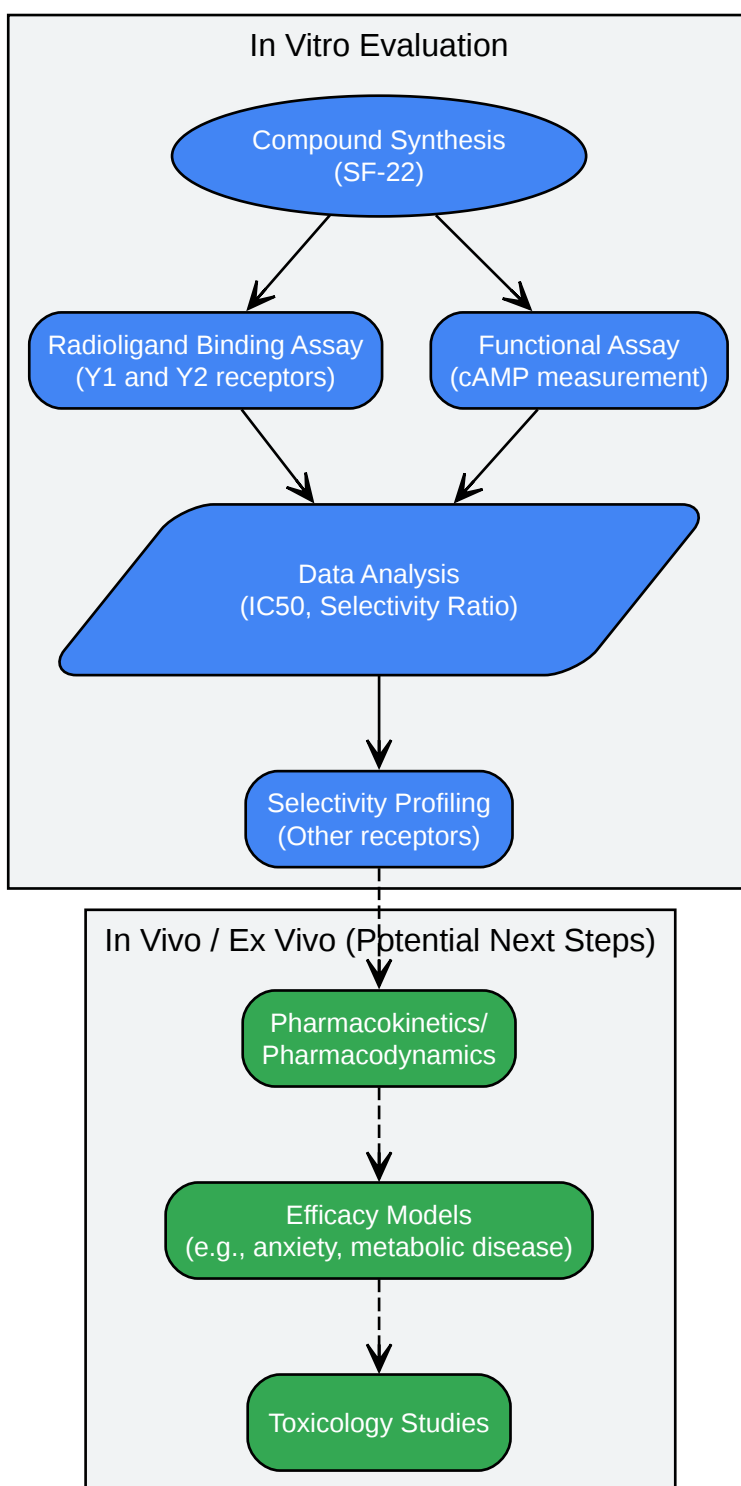 In Vitro Evaluation
Compound Synthesis
(SF-22)
Radioligand Binding Assay
(Y1 and Y2 receptors)
Functional Assay
(cAMP measurement)
Data Analysis
(IC50, Selectivity Ratio)
Selectivity Profiling
(Other receptors)
In Vivo / Ex Vivo (Potential Next Steps)
Pharmacokinetics/
Pharmacodynamics
Efficacy Models
(e.g., anxiety, metabolic disease)
Toxicology Studies